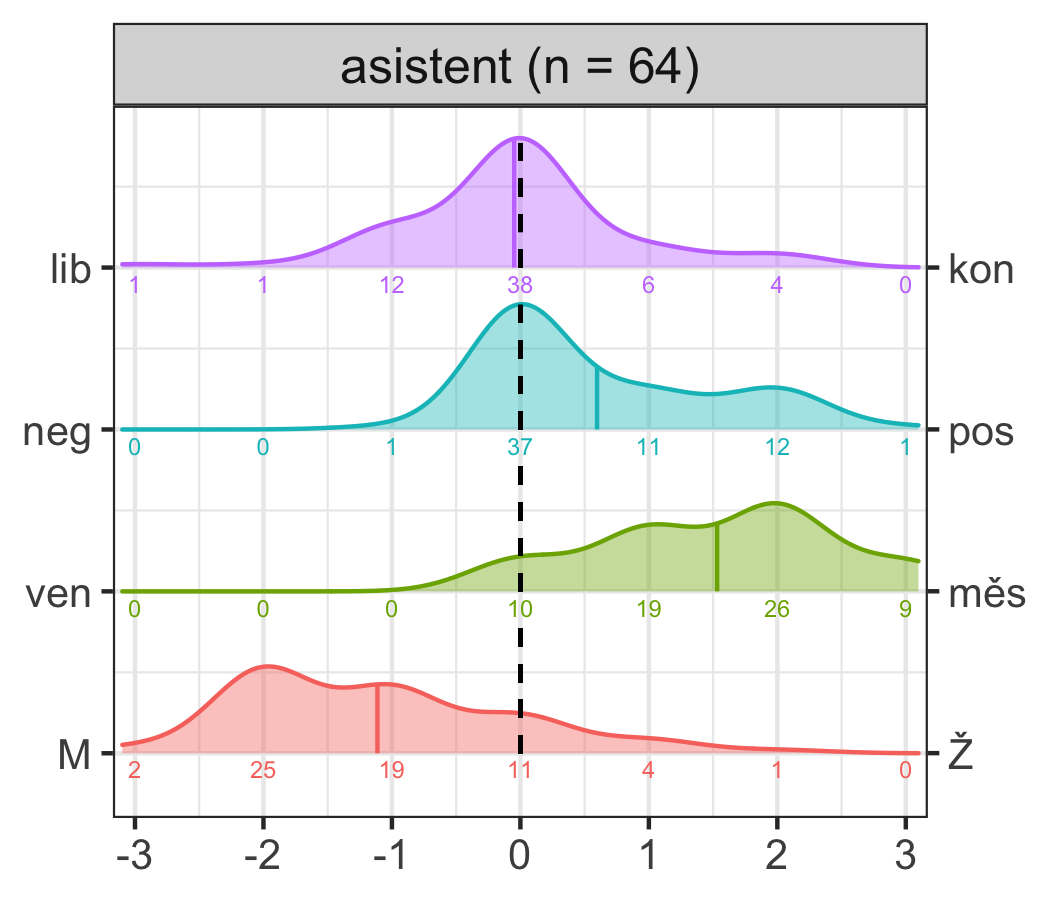 asistent (n = 64)
lib kon
1 1 12 38 6 4 0
neg pos
0 0 1 37 11 12 1
ven měs
0 0 0 10 19 26 9
M Ž
2 25 19 11 4 1 0
-3 -2 -1 0 1 2 3